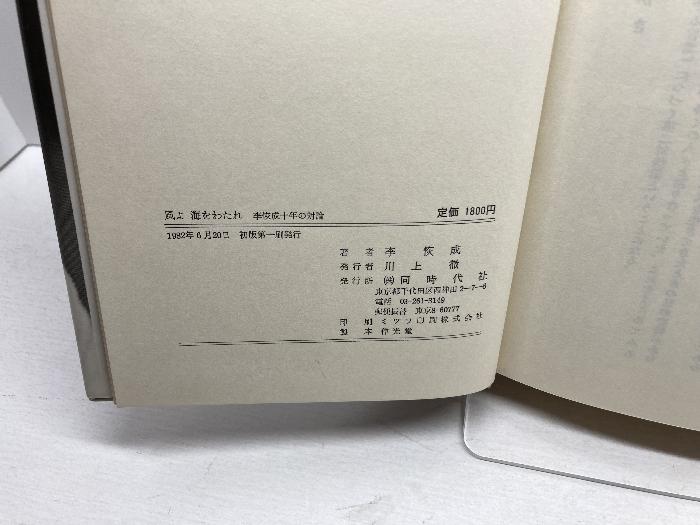 風よ 海をわたれ 李恢成十年の対論 定価 1800円
1982年6月20日 初版第一刷発行
著者 李恢成
発行者 川上徹
発行所 ㈱同時代社
東京都千代田区西神田2-7-6
電話 03-261-3149
郵便振替 東京8-60777
印刷 ミツワ印刷株式会社
製本 信光堂